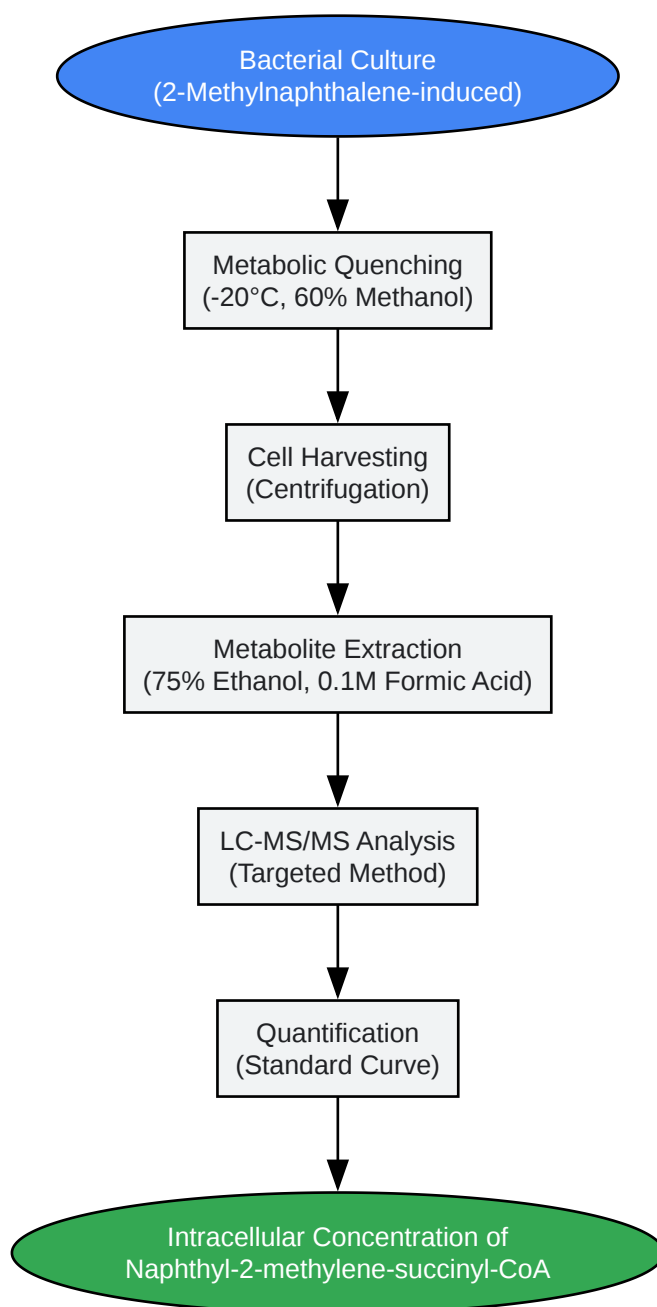 Bacterial Culture
(2-Methylnaphthalene-induced)
Metabolic Quenching
(-20°C, 60% Methanol)
Cell Harvesting
(Centrifugation)
Metabolite Extraction
(75% Ethanol, 0.1M Formic Acid)
LC-MS/MS Analysis
(Targeted Method)
Quantification
(Standard Curve)
Intracellular Concentration of
Naphthyl-2-methylene-succinyl-CoA